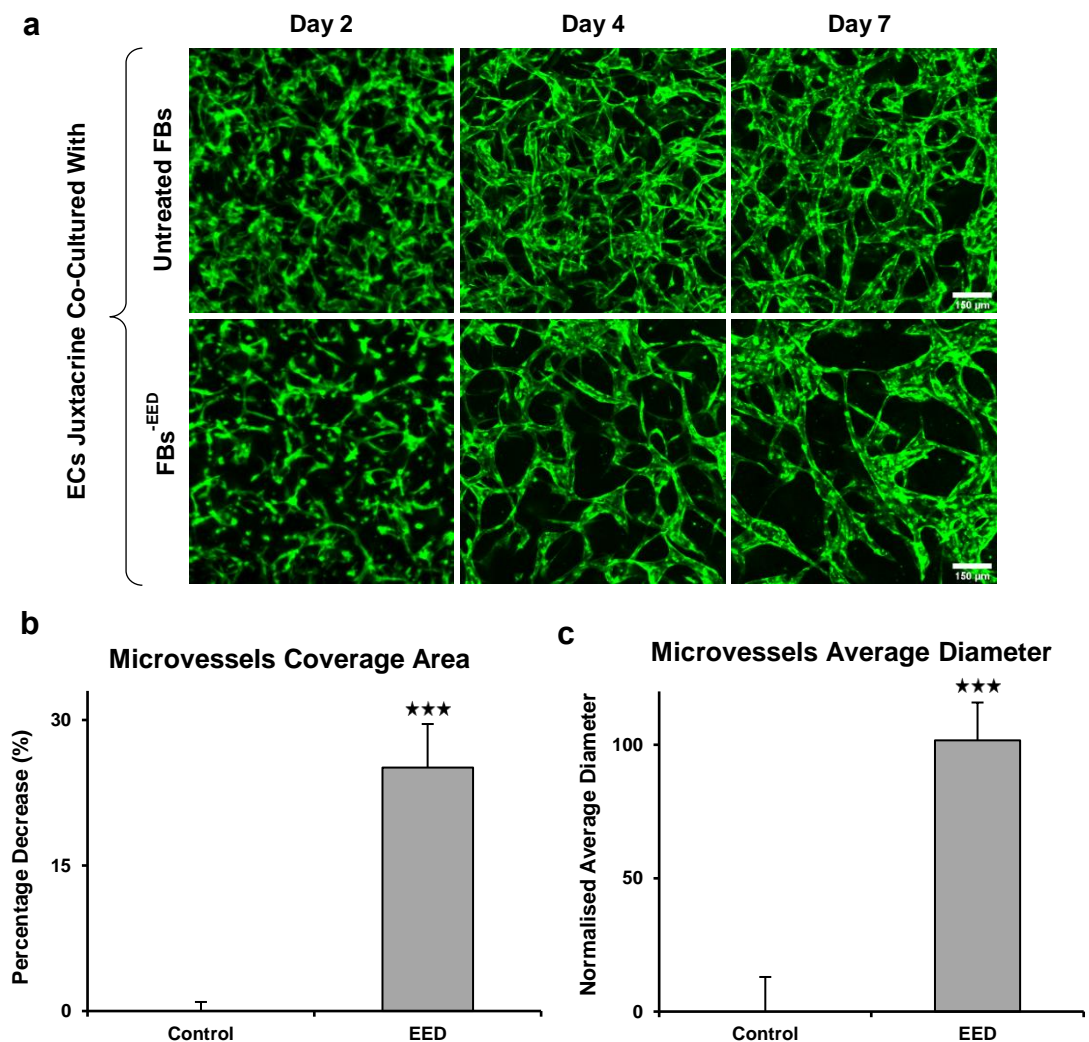 a
Day 2
Day 4
Day 7
ECs Juxtacrine Co-Cultured With
Untreated FBs
FBs-EED
150 µm
150 µm
b
Microvessels Coverage Area
Percentage Decrease (%)
30
15
0
★★★
Control
EED
c
Microvessels Average Diameter
Normalised Average Diameter
100
50
0
★★★
Control
EED